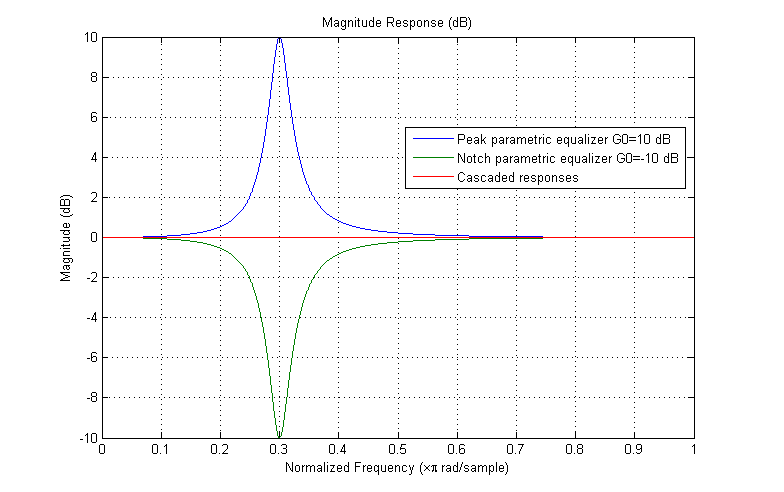 Magnitude Response (dB)
10
8
6
4
2
0
-2
-4
-6
-8
-10
Magnitude (dB)
Peak parametric equalizer G0=10 dB
Notch parametric equalizer G0=-10 dB
Cascaded responses
0 0.1 0.2 0.3 0.4 0.5 0.6 0.7 0.8 0.9 1
Normalized Frequency (×π rad/sample)